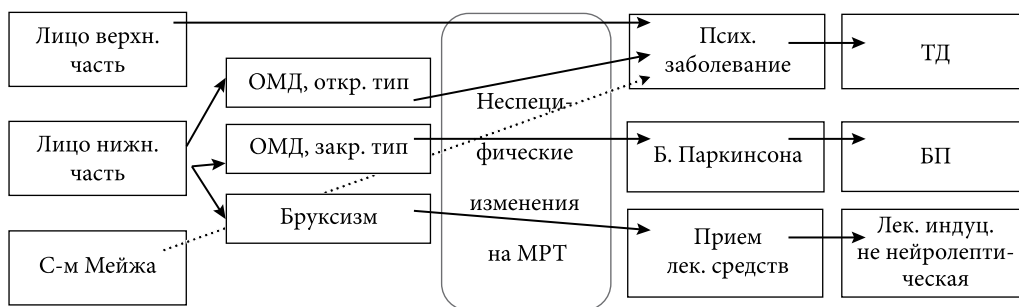 Лицо верхн.
часть
Лицо нижн.
часть
С-м Мейжа
ОМД, откр. тип
ОМД, закр. тип
Бруксизм
Неспеци-
фические
изменения
на МРТ
Псих.
заболевание
Б. Паркинсона
Прием
лек. средств
ТД
БП
Лек. индуц.
не нейролепти-
ческая